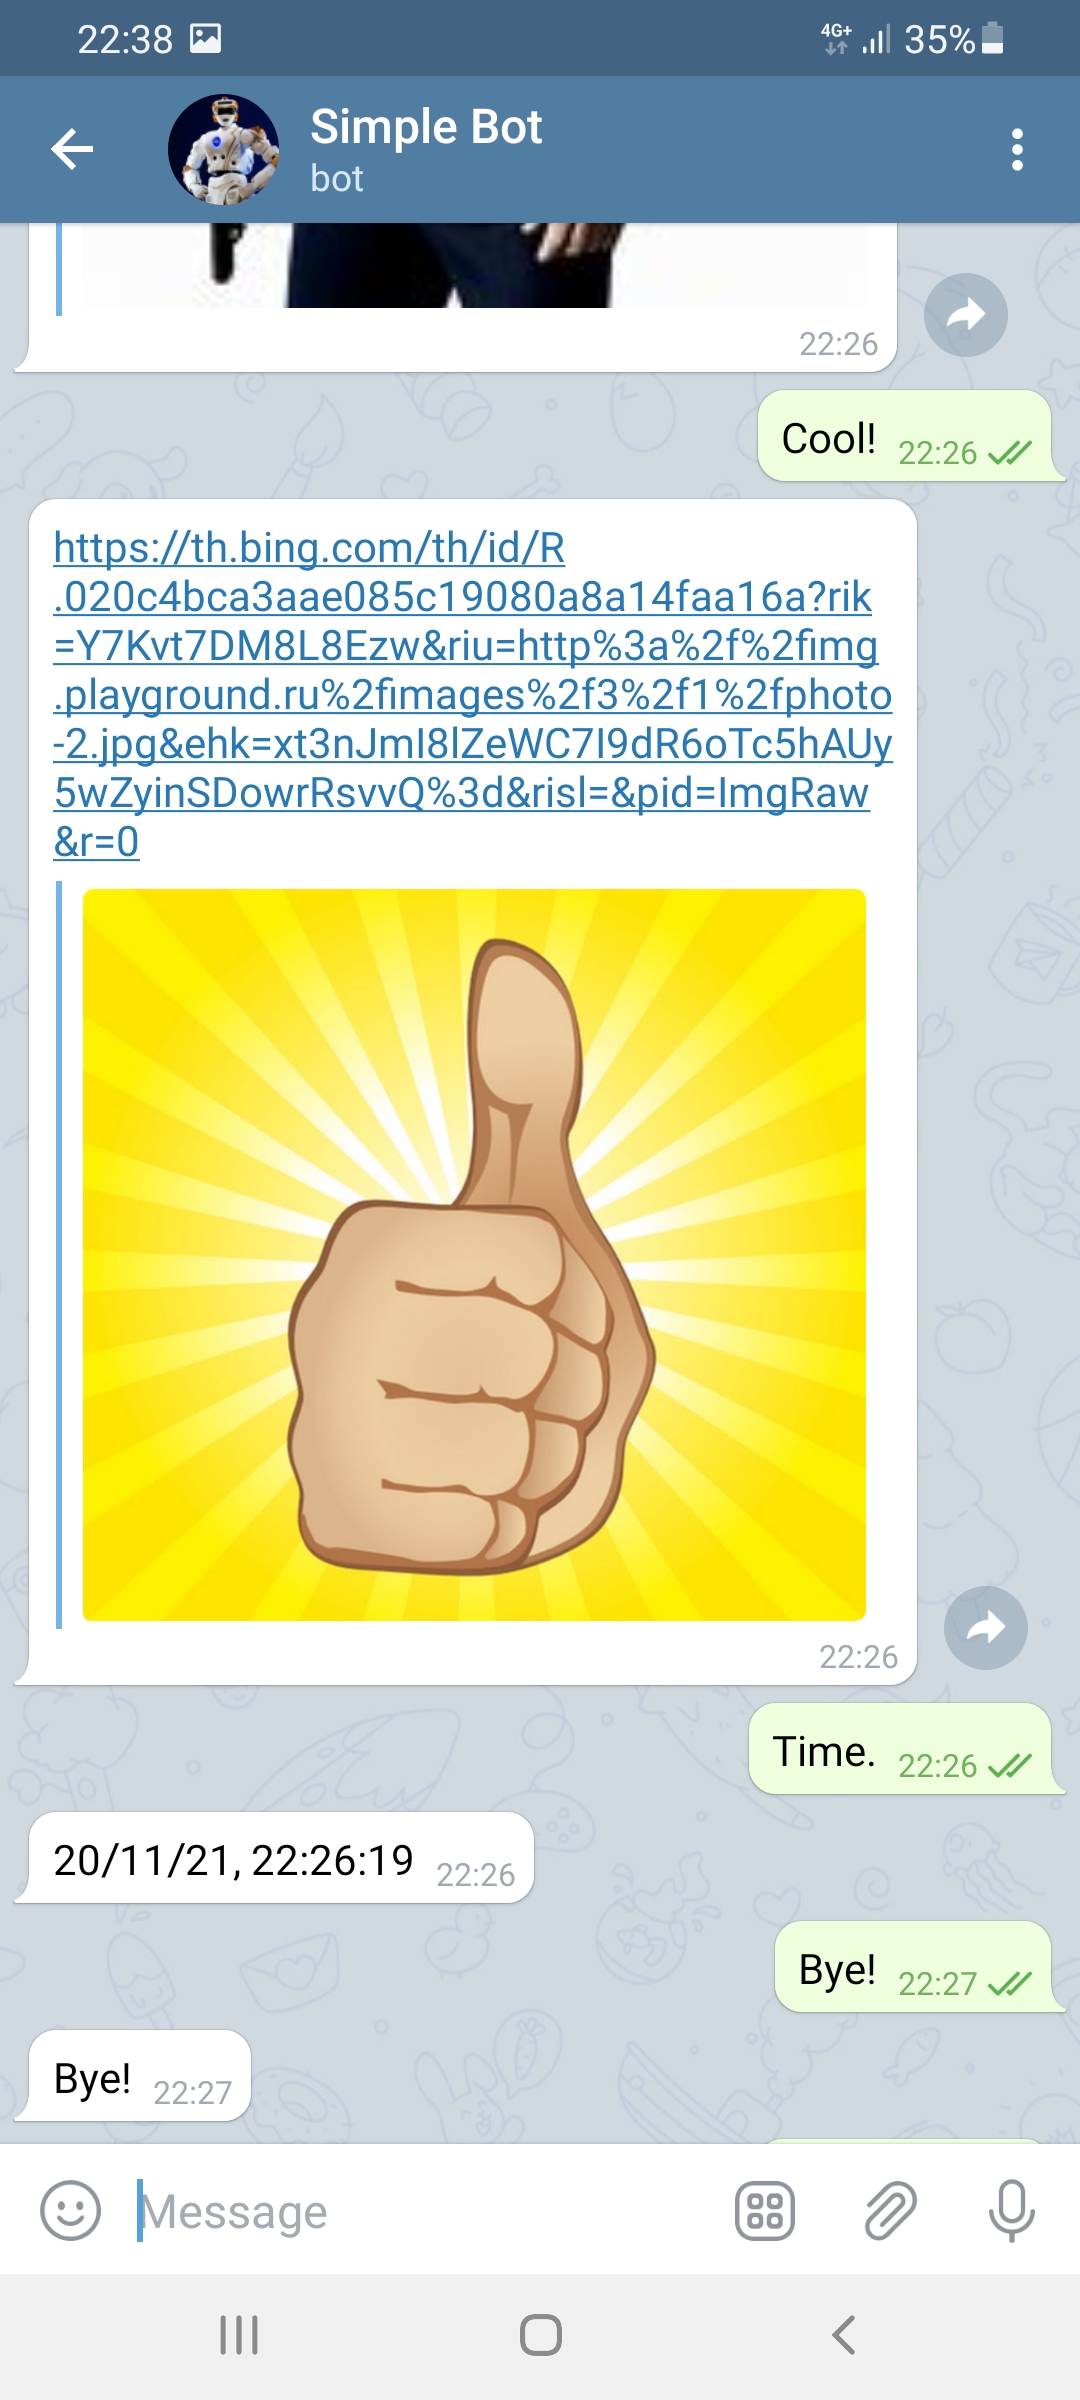 22:38
4G+ 35%
Simple Bot
bot
22:26
Cool! 22:26
https://th.bing.com/th/id/R
.020c4bca3aae085c19080a8a14faa16a?rik
=Y7Kvt7DM8L8Ezw&riu=http%3a%2f%2fimg
.playground.ru%2fimages%2f3%2f1%2fphoto
-2.jpg&ehk=xt3nJmI8lZeWC7I9dR6oTc5hAUy
5wZyinSDowrRsvvQ%3d&risl=&pid=ImgRaw
&r=0
22:26
Time. 22:26
20/11/21, 22:26:19 22:26
Bye! 22:27
Bye! 22:27
Message